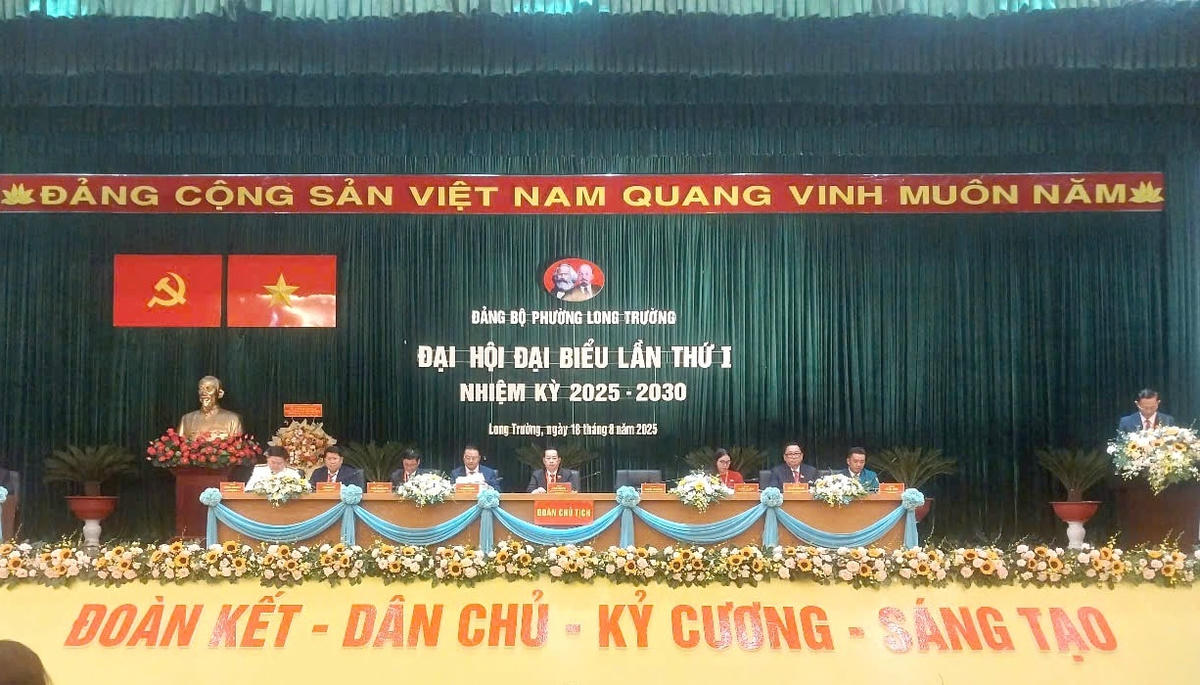 ĐẢNG CỘNG SẢN VIỆT NAM QUANG VINH MUÔN NĂM
ĐẢNG BỘ PHƯỜNG LONG TRƯỜNG
ĐẠI HỘI ĐẠI BIỂU LẦN THỨ I
NHIỆM KỲ 2025 - 2030
Long Trường, ngày 18 tháng 8 năm 2025
ĐOÀN CHỦ TỊCH
ĐOÀN KẾT - DÂN CHỦ - KỶ CƯƠNG - SÁNG TẠO